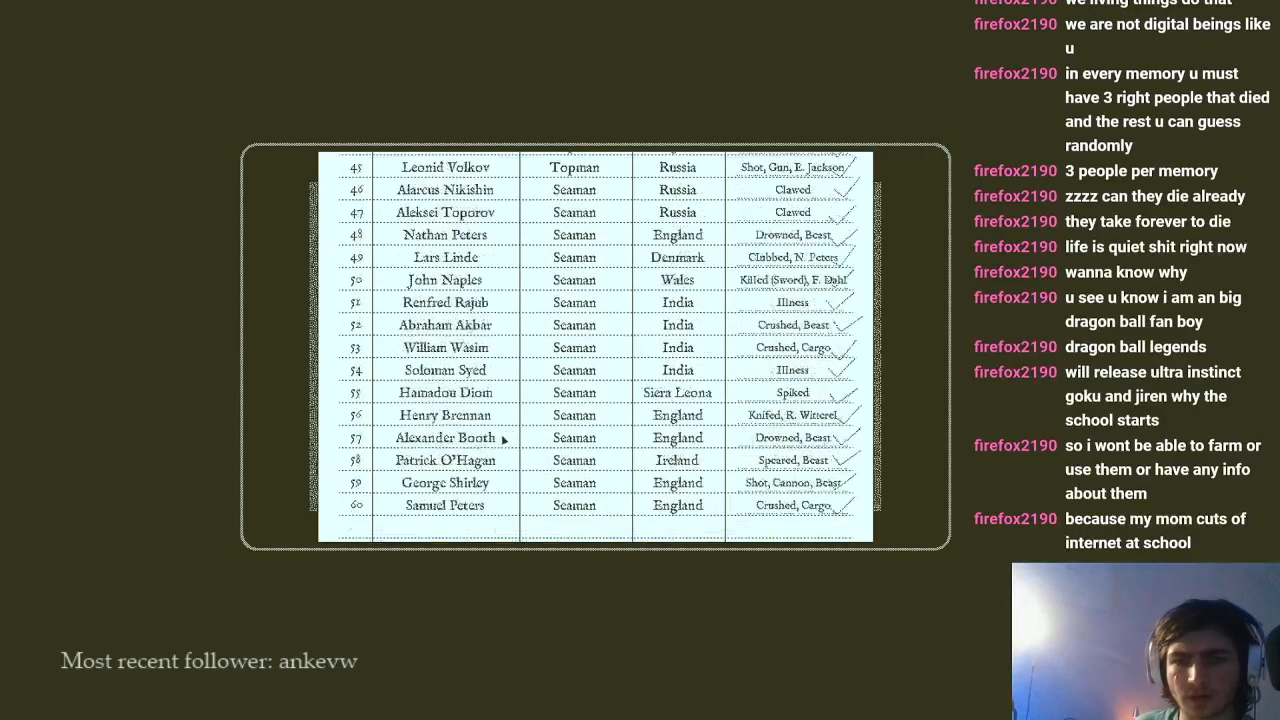 45 Leonid Volkov Topman Russia Shot, Gun, E. Jackson
46 Alarcus Nikishin Seaman Russia Clawed
47 Aleksei Toporov Seaman Russia Clawed
48 Nathan Peters Seaman England Drowned, Beast
49 Lars Linde Seaman Denmark Clubbed, N. Peters
50 John Naples Seaman Wales Killed (Sword), F. Dahl
51 Renfred Rajub Seaman India Illness
52 Abraham Akbar Seaman India Crushed, Beast
53 William Wasim Seaman India Crushed, Cargo
54 Soloman Syed Seaman India Illness
55 Hamadou Diom Seaman Siera Leona Spiked
56 Henry Brennan Seaman England Knifed, R. Witterel
57 Alexander Booth Seaman England Drowned, Beast
58 Patrick O'Hagan Seaman Ireland Speared, Beast
59 George Shirley Seaman England Shot, Cannon, Beast
60 Samuel Peters Seaman England Crushed, Cargo
Most recent follower: ankevw
firefox2190 we living things do that
firefox2190 we are not digital beings like
u
firefox2190 in every memory u must
have 3 right people that died
and the rest u can guess
randomly
firefox2190 3 people per memory
firefox2190 zzzz can they die already
firefox2190 they take forever to die
firefox2190 life is quiet shit right now
firefox2190 wanna know why
firefox2190 u see u know i am an big
dragon ball fan boy
firefox2190 dragon ball legends
firefox2190 will release ultra instinct
goku and jiren why the
school starts
firefox2190 so i wont be able to farm or
use them or have any info
about them
firefox2190 because my mom cuts of
internet at school